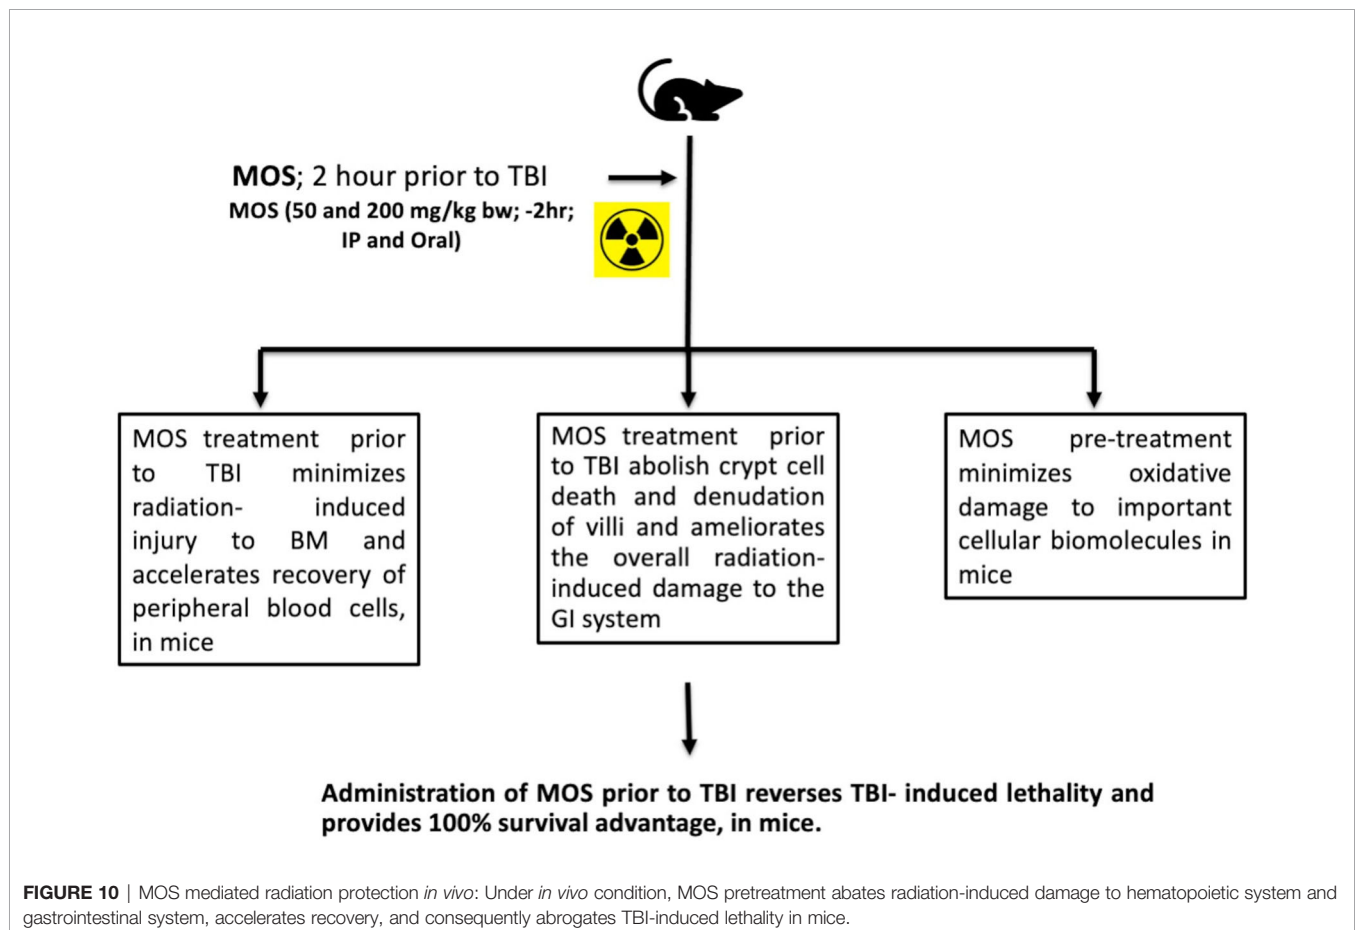 MOS; 2 hour prior to TBI
MOS (50 and 200 mg/kg bw; -2hr;
IP and Oral)
MOS treatment prior
to TBI minimizes
radiation- induced
injury to BM and
accelerates recovery of
peripheral blood cells,
in mice
MOS treatment prior
to TBI abolish crypt cell
death and denudation
of villi and ameliorates
the overall radiation-
induced damage to the
GI system
MOS pre-treatment
minimizes oxidative
damage to important
cellular biomolecules in
mice
Administration of MOS prior to TBI reverses TBI- induced lethality and
provides 100% survival advantage, in mice.
FIGURE 10 | MOS mediated radiation protection in vivo: Under in vivo condition, MOS pretreatment abates radiation-induced damage to hematopoietic system and
gastrointestinal system, accelerates recovery, and consequently abrogates TBI-induced lethality in mice.